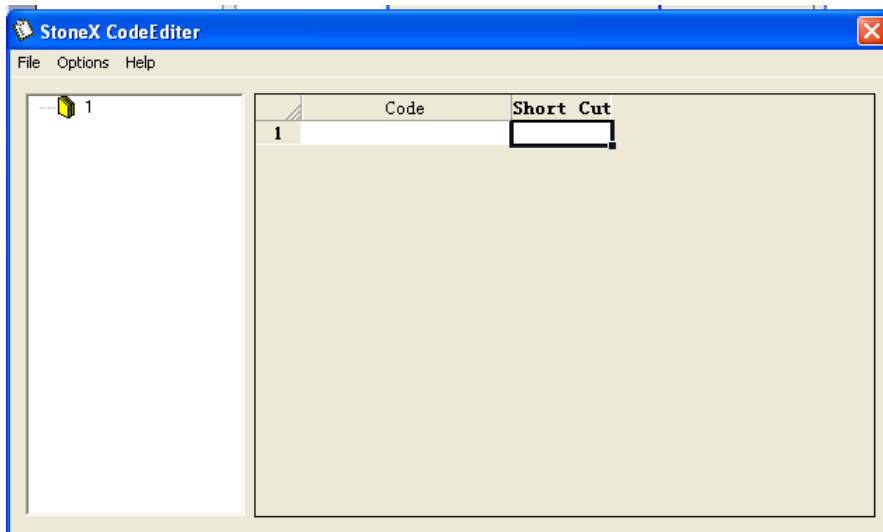 StoneX CodeEditer
File Options Help
1
Code Short Cut
1